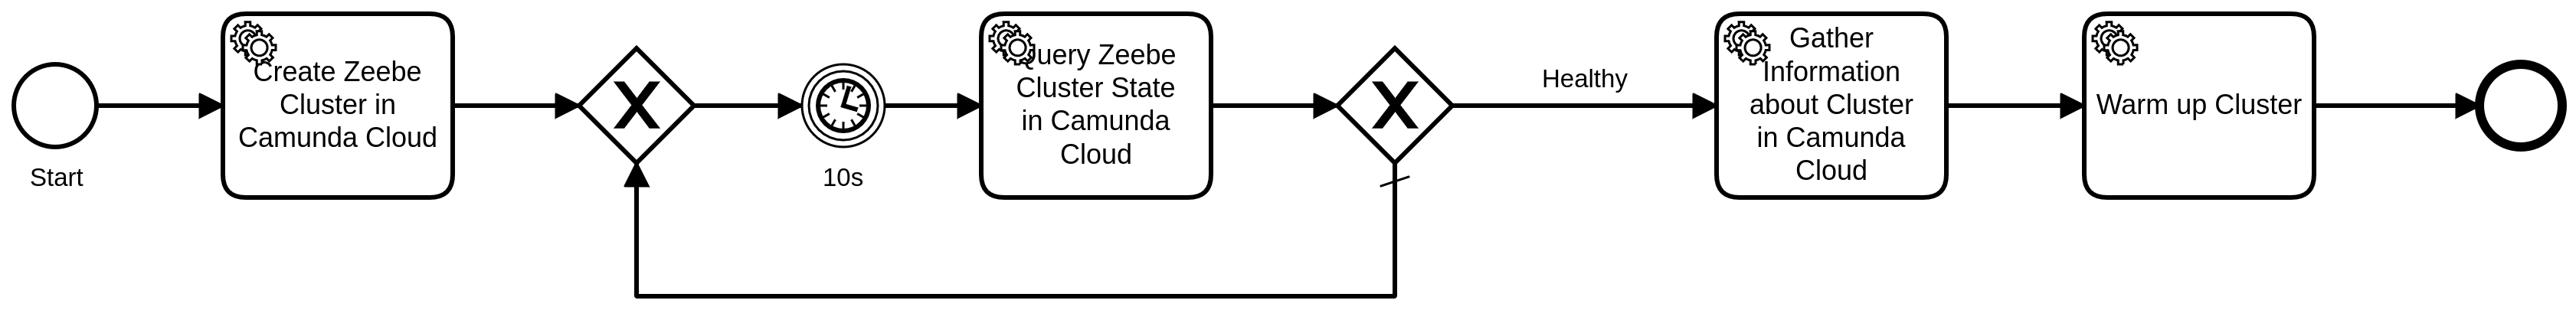 Start
Create Zeebe
Cluster in
Camunda Cloud
10s
Query Zeebe
Cluster State
in Camunda
Cloud
Healthy
Gather
Information
about Cluster
in Camunda
Cloud
Warm up Cluster